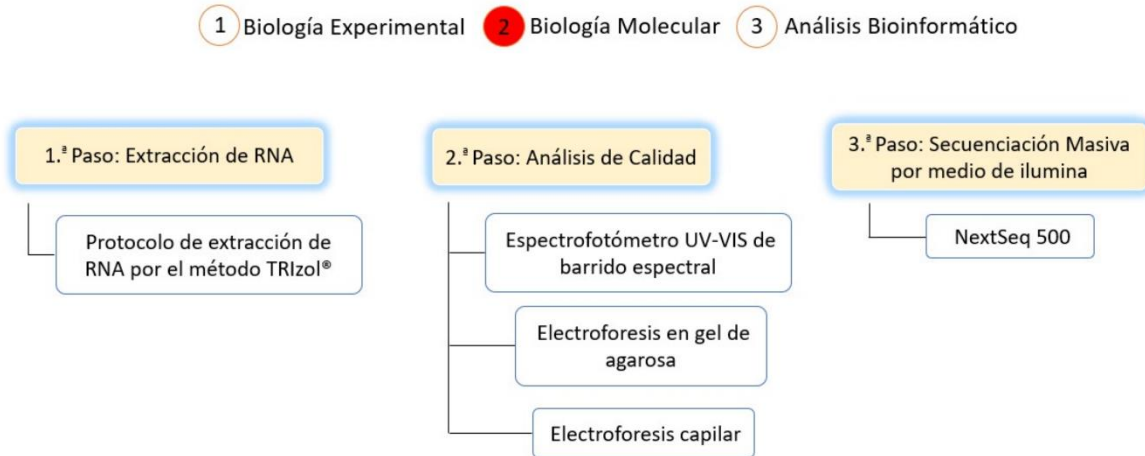 1 Biología Experimental 2 Biología Molecular 3 Análisis Bioinformático
1.ª Paso: Extracción de RNA
Protocolo de extracción de
RNA por el método TRIzol®
2.ª Paso: Análisis de Calidad
Espectrofotómetro UV-VIS de
barrido espectral
Electroforesis en gel de
agarosa
Electroforesis capilar
3.ª Paso: Secuenciación Masiva
por medio de ilumina
NextSeq 500